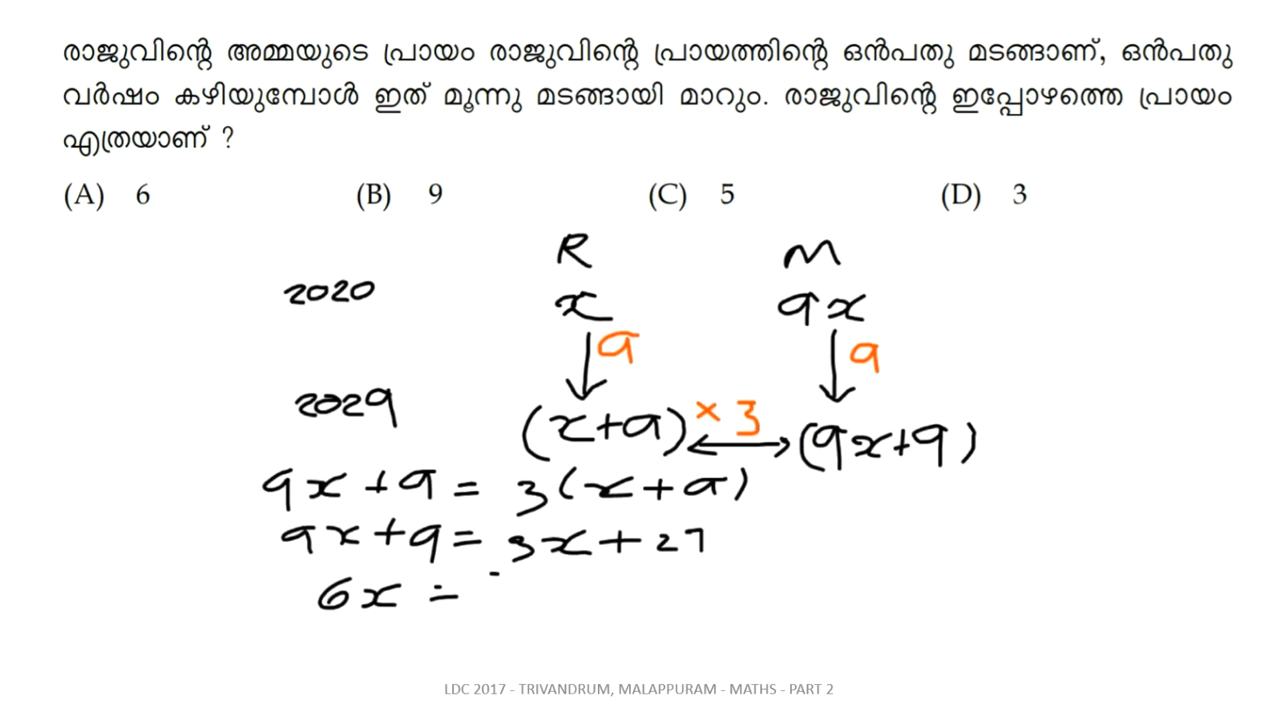 രാജുവിന്റെ അമ്മയുടെ പ്രായം രാജുവിന്റെ പ്രായത്തിന്റെ ഒൻപതു മടങ്ങാണ്, ഒൻപതു
വർഷം കഴിയുമ്പോൾ ഇത് മൂന്നു മടങ്ങായി മാറും. രാജുവിന്റെ ഇപ്പോഴത്തെ പ്രായം
എത്രയാണ് ?
(A) 6 (B) 9 (C) 5 (D) 3
R M
2020 x 9x
9 9
2029 (x+9) × 3 (9x+9)
9x+9 = 3(x+9)
9x+9 = 3x+27
6x =
LDC 2017 - TRIVANDRUM, MALAPPURAM - MATHS - PART 2